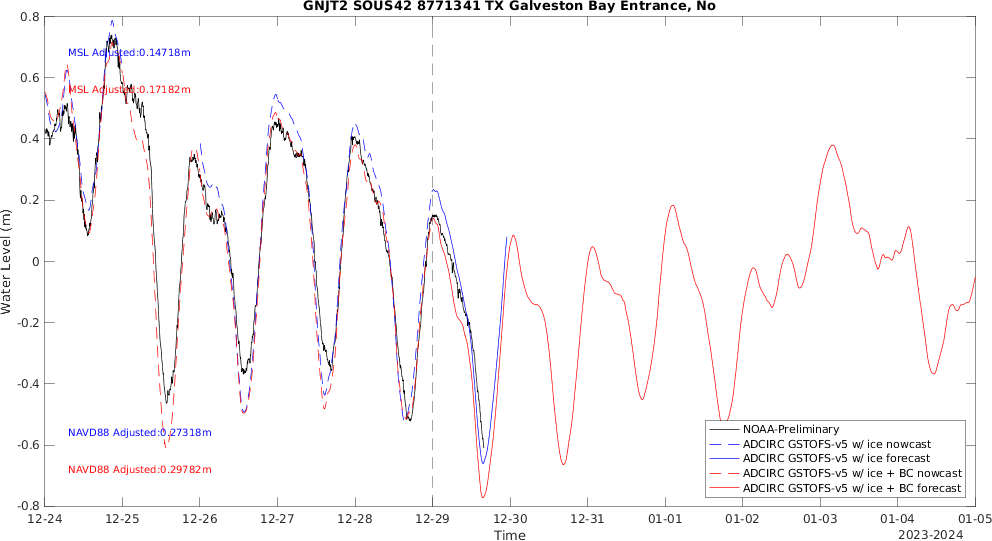 GNJT2 SOUS42 8771341 TX Galveston Bay Entrance, No
0.8
0.6
0.4
0.2
0
-0.2
-0.4
-0.6
-0.8
Water Level (m)
MSL Adjusted:0.14718m
MSL Adjusted:0.17182m
NAVD88 Adjusted:0.27318m
NAVD88 Adjusted:0.29782m
NOAA-Preliminary
ADCIRC GSTOFS-v5 w/ ice nowcast
ADCIRC GSTOFS-v5 w/ ice forecast
ADCIRC GSTOFS-v5 w/ ice + BC nowcast
ADCIRC GSTOFS-v5 w/ ice + BC forecast
12-24 12-25 12-26 12-27 12-28 12-29 12-30 12-31 01-01 01-02 01-03 01-04 01-05
Time
2023-2024